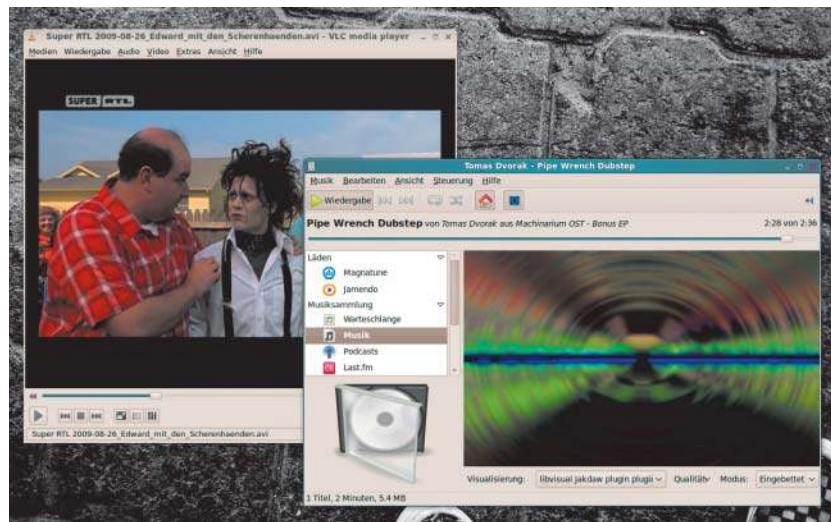 Super RTL 2009-08-26_Edward_mit_den_Scherenhaenden.avi - VLC media player
Medien Wiedergabe Audio Video Extras Ansicht Hilfe
SUPER RTL
Super RTL 2009-08-26_Edward_mit_den_Scherenhaenden.avi
Tomas Dvorak - Pipe Wrench Dubstep
Musik Bearbeiten Ansicht Steuerung Hilfe
Wiedergabe
Pipe Wrench Dubstep von Tomas Dvorak aus Machinarium OST - Bonus EP 2:28 von 2:36
Läden
Magnatune
Jamendo
Musiksammlung
Warteschlange
Musik
Podcasts
Last.fm
Visualisierung: libvisual jakdaw plugin plugin Qualität Modus: Eingebettet
1 Titel, 2 Minuten, 5.4 MB